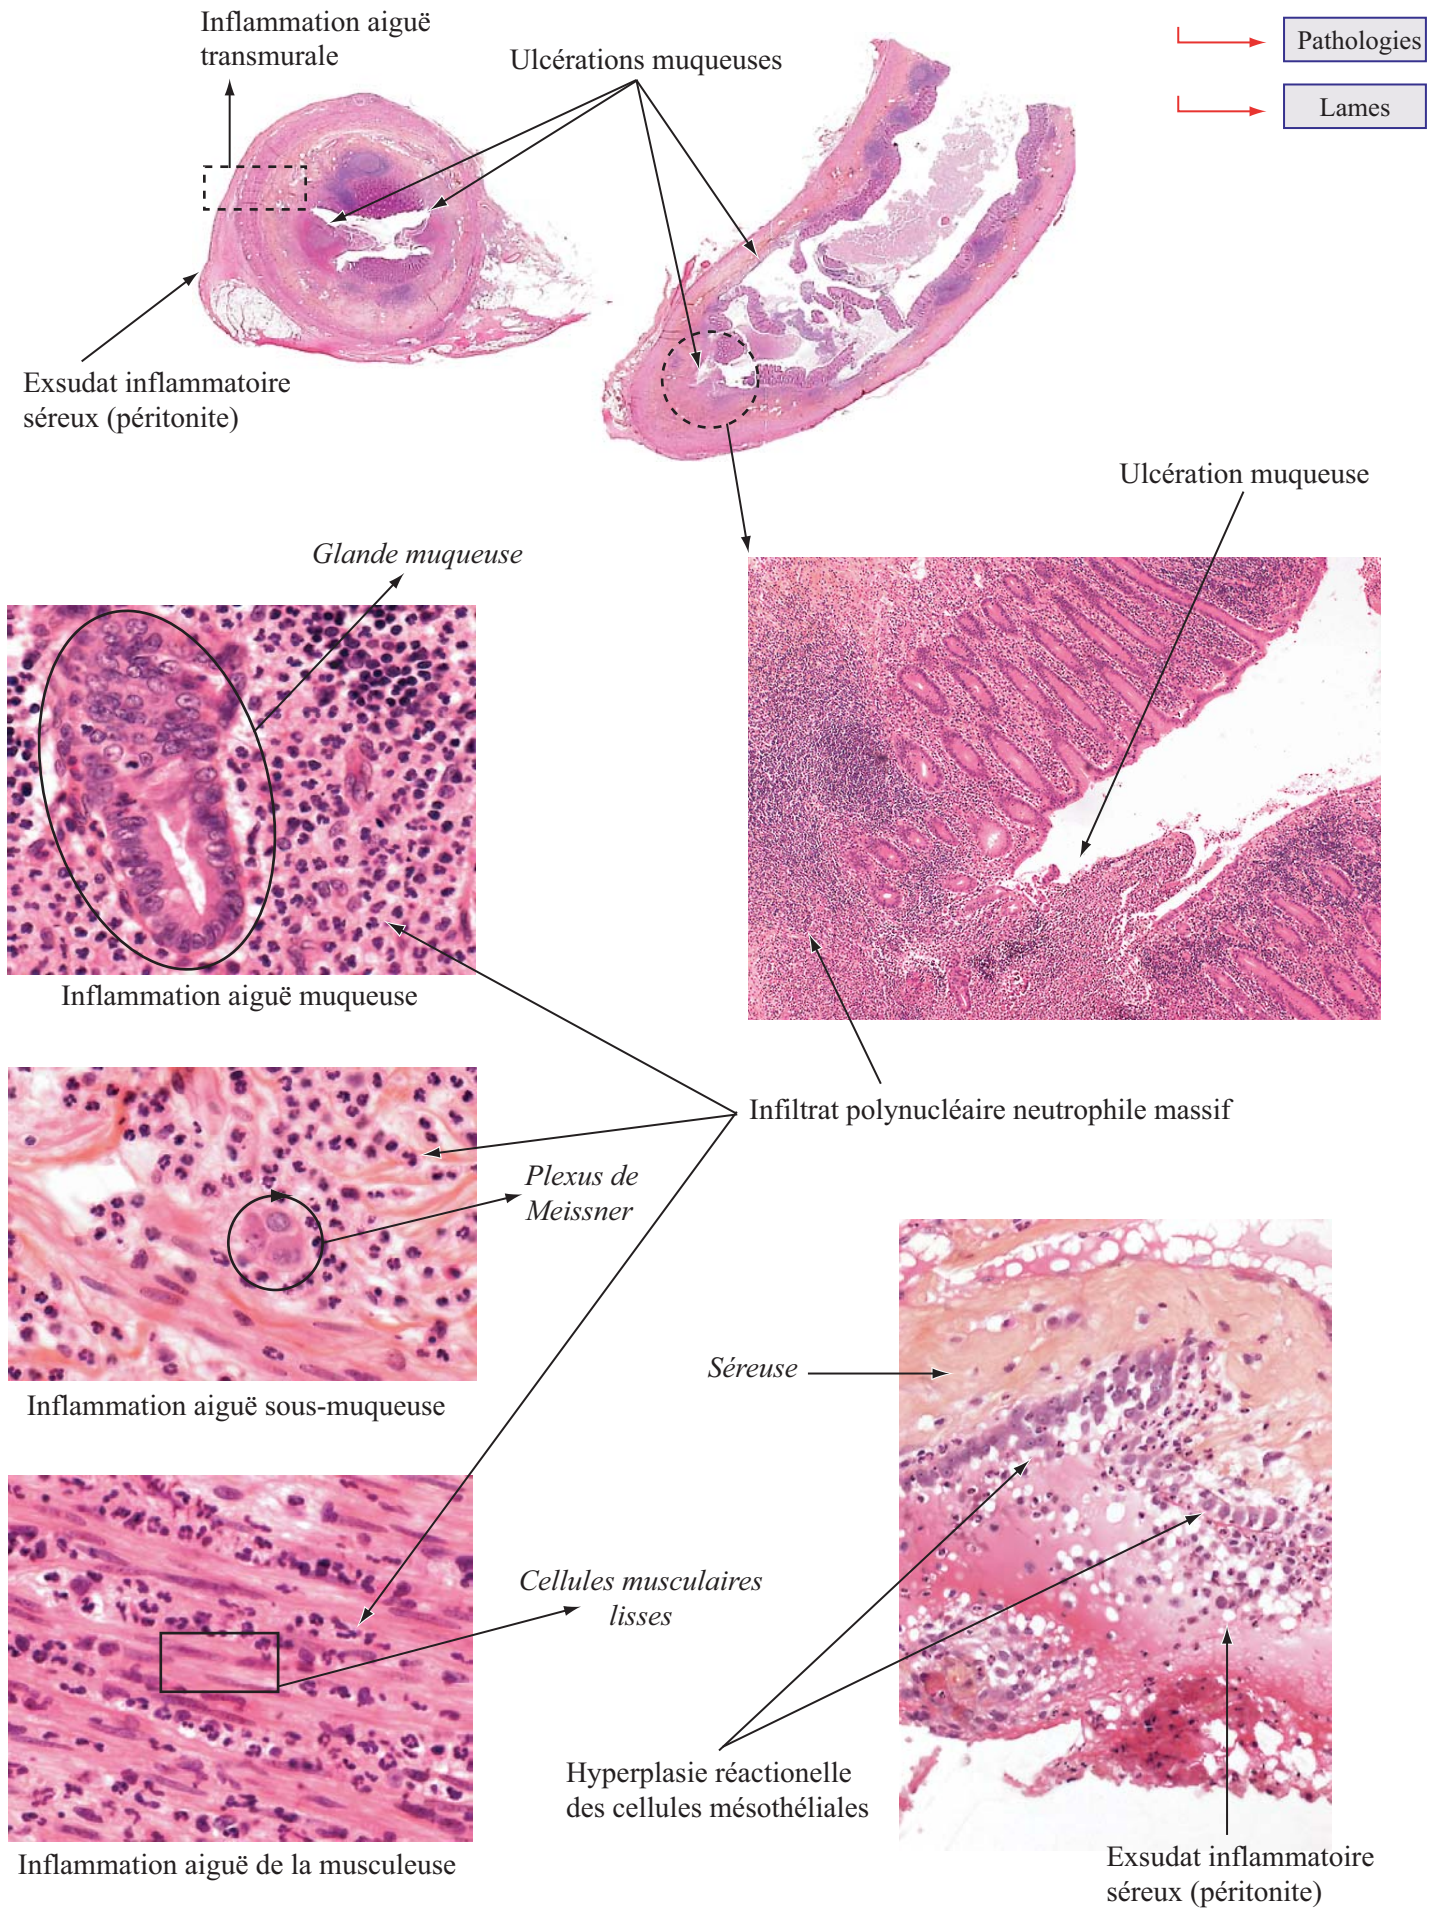 Inflammation aiguë
transmurale
Ulcérations muqueuses
Pathologies
Lames
Exsudat inflammatoire
séreux (péritonite)
Ulcération muqueuse
Glande muqueuse
Inflammation aiguë muqueuse
Infiltrat polynucléaire neutrophile massif
Plexus de
Meissner
Séreuse
Inflammation aiguë sous-muqueuse
Cellules musculaires
lisses
Hyperplasie réactionelle
des cellules mésothéliales
Inflammation aiguë de la musculeuse
Exsudat inflammatoire
séreux (péritonite)